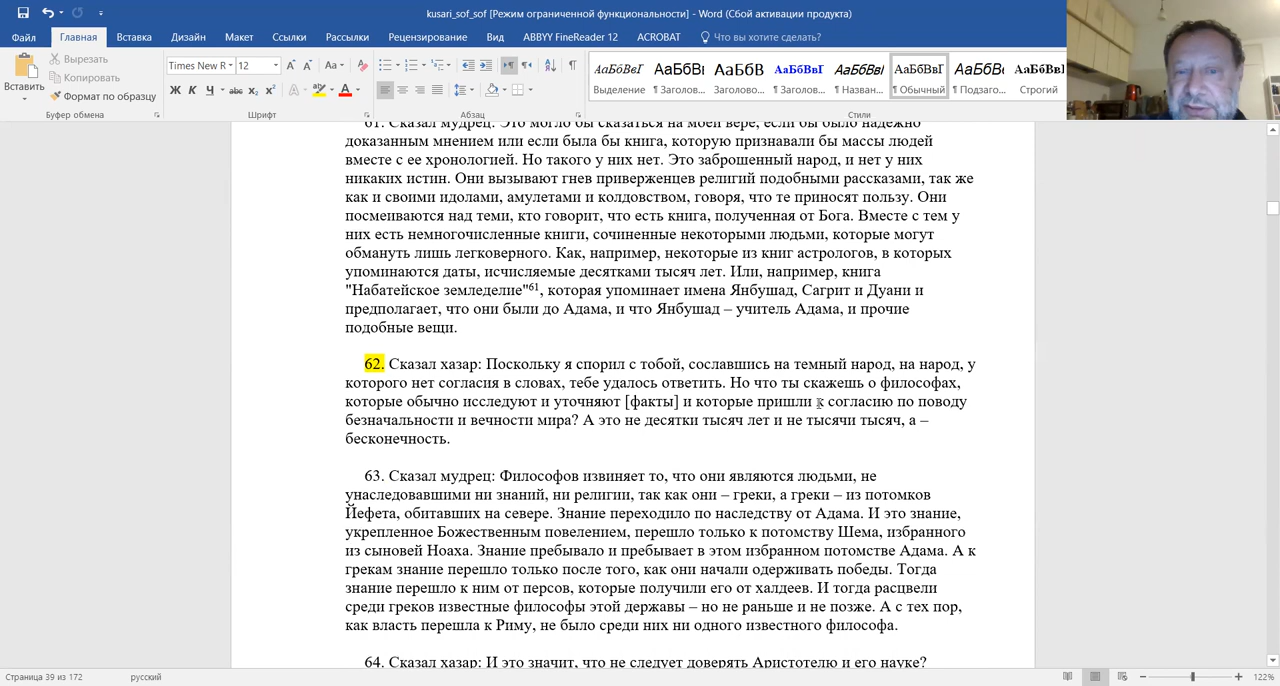 kusari_sof_sof [Режим ограниченной функциональности] - Word (Сбой активации продукта)
Файл Главная Вставка Дизайн Макет Ссылки Рассылки Рецензирование Вид ABBYY FineReader 12 ACROBAT Что вы хотите сделать?
Вставить
Вырезать
Копировать
Формат по образцу
Буфер обмена
Times New R 12
Ж К Ч abc x₂ x²
Шрифт
Абзац
АаБбВвГ АаБбВı АаБбВ АаБбВвГ АаБбВвı АаБбВвГ АаБбВı АаБбВвı
Выделение ¶ Заголов... Заголово... ¶ Заголов... ¶ Назван... ¶ Обычный ¶ Подзаго... Строгий
Стили
61. Сказал мудрец: Это могло бы сказаться на моей вере, если бы было надежно
доказанным мнением или если была бы книга, которую признавали бы массы людей
вместе с ее хронологией. Но такого у них нет. Это заброшенный народ, и нет у них
никаких истин. Они вызывают гнев приверженцев религий подобными рассказами, так же
как и своими идолами, амулетами и колдовством, говоря, что те приносят пользу. Они
посмеиваются над теми, кто говорит, что есть книга, полученная от Бога. Вместе с тем у
них есть немногочисленные книги, сочиненные некоторыми людьми, которые могут
обмануть лишь легковерного. Как, например, некоторые из книг астрологов, в которых
упоминаются даты, исчисляемые десятками тысяч лет. Или, например, книга
"Набатейское земледелие"⁶¹, которая упоминает имена Янбушад, Сагрит и Дуани и
предполагает, что они были до Адама, и что Янбушад – учитель Адама, и прочие
подобные вещи.
62. Сказал хазар: Поскольку я спорил с тобой, сославшись на темный народ, на народ, у
которого нет согласия в словах, тебе удалось ответить. Но что ты скажешь о философах,
которые обычно исследуют и уточняют [факты] и которые пришли к согласию по поводу
безначальности и вечности мира? А это не десятки тысяч лет и не тысячи тысяч, а –
бесконечность.
63. Сказал мудрец: Философов извиняет то, что они являются людьми, не
унаследовавшими ни знаний, ни религии, так как они – греки, а греки – из потомков
Йефета, обитавших на севере. Знание переходило по наследству от Адама. И это знание,
укрепленное Божественным повелением, перешло только к потомству Шема, избранного
из сыновей Ноаха. Знание пребывало и пребывает в этом избранном потомстве Адама. А к
грекам знание перешло только после того, как они начали одерживать победы. Тогда
знание перешло к ним от персов, которые получили его от халдеев. И тогда расцвели
среди греков известные философы этой державы – но не раньше и не позже. А с тех пор,
как власть перешла к Риму, не было среди них ни одного известного философа.
64. Сказал хазар: И это значит, что не следует доверять Аристотелю и его науке?
Страница 39 из 172 русский 122%